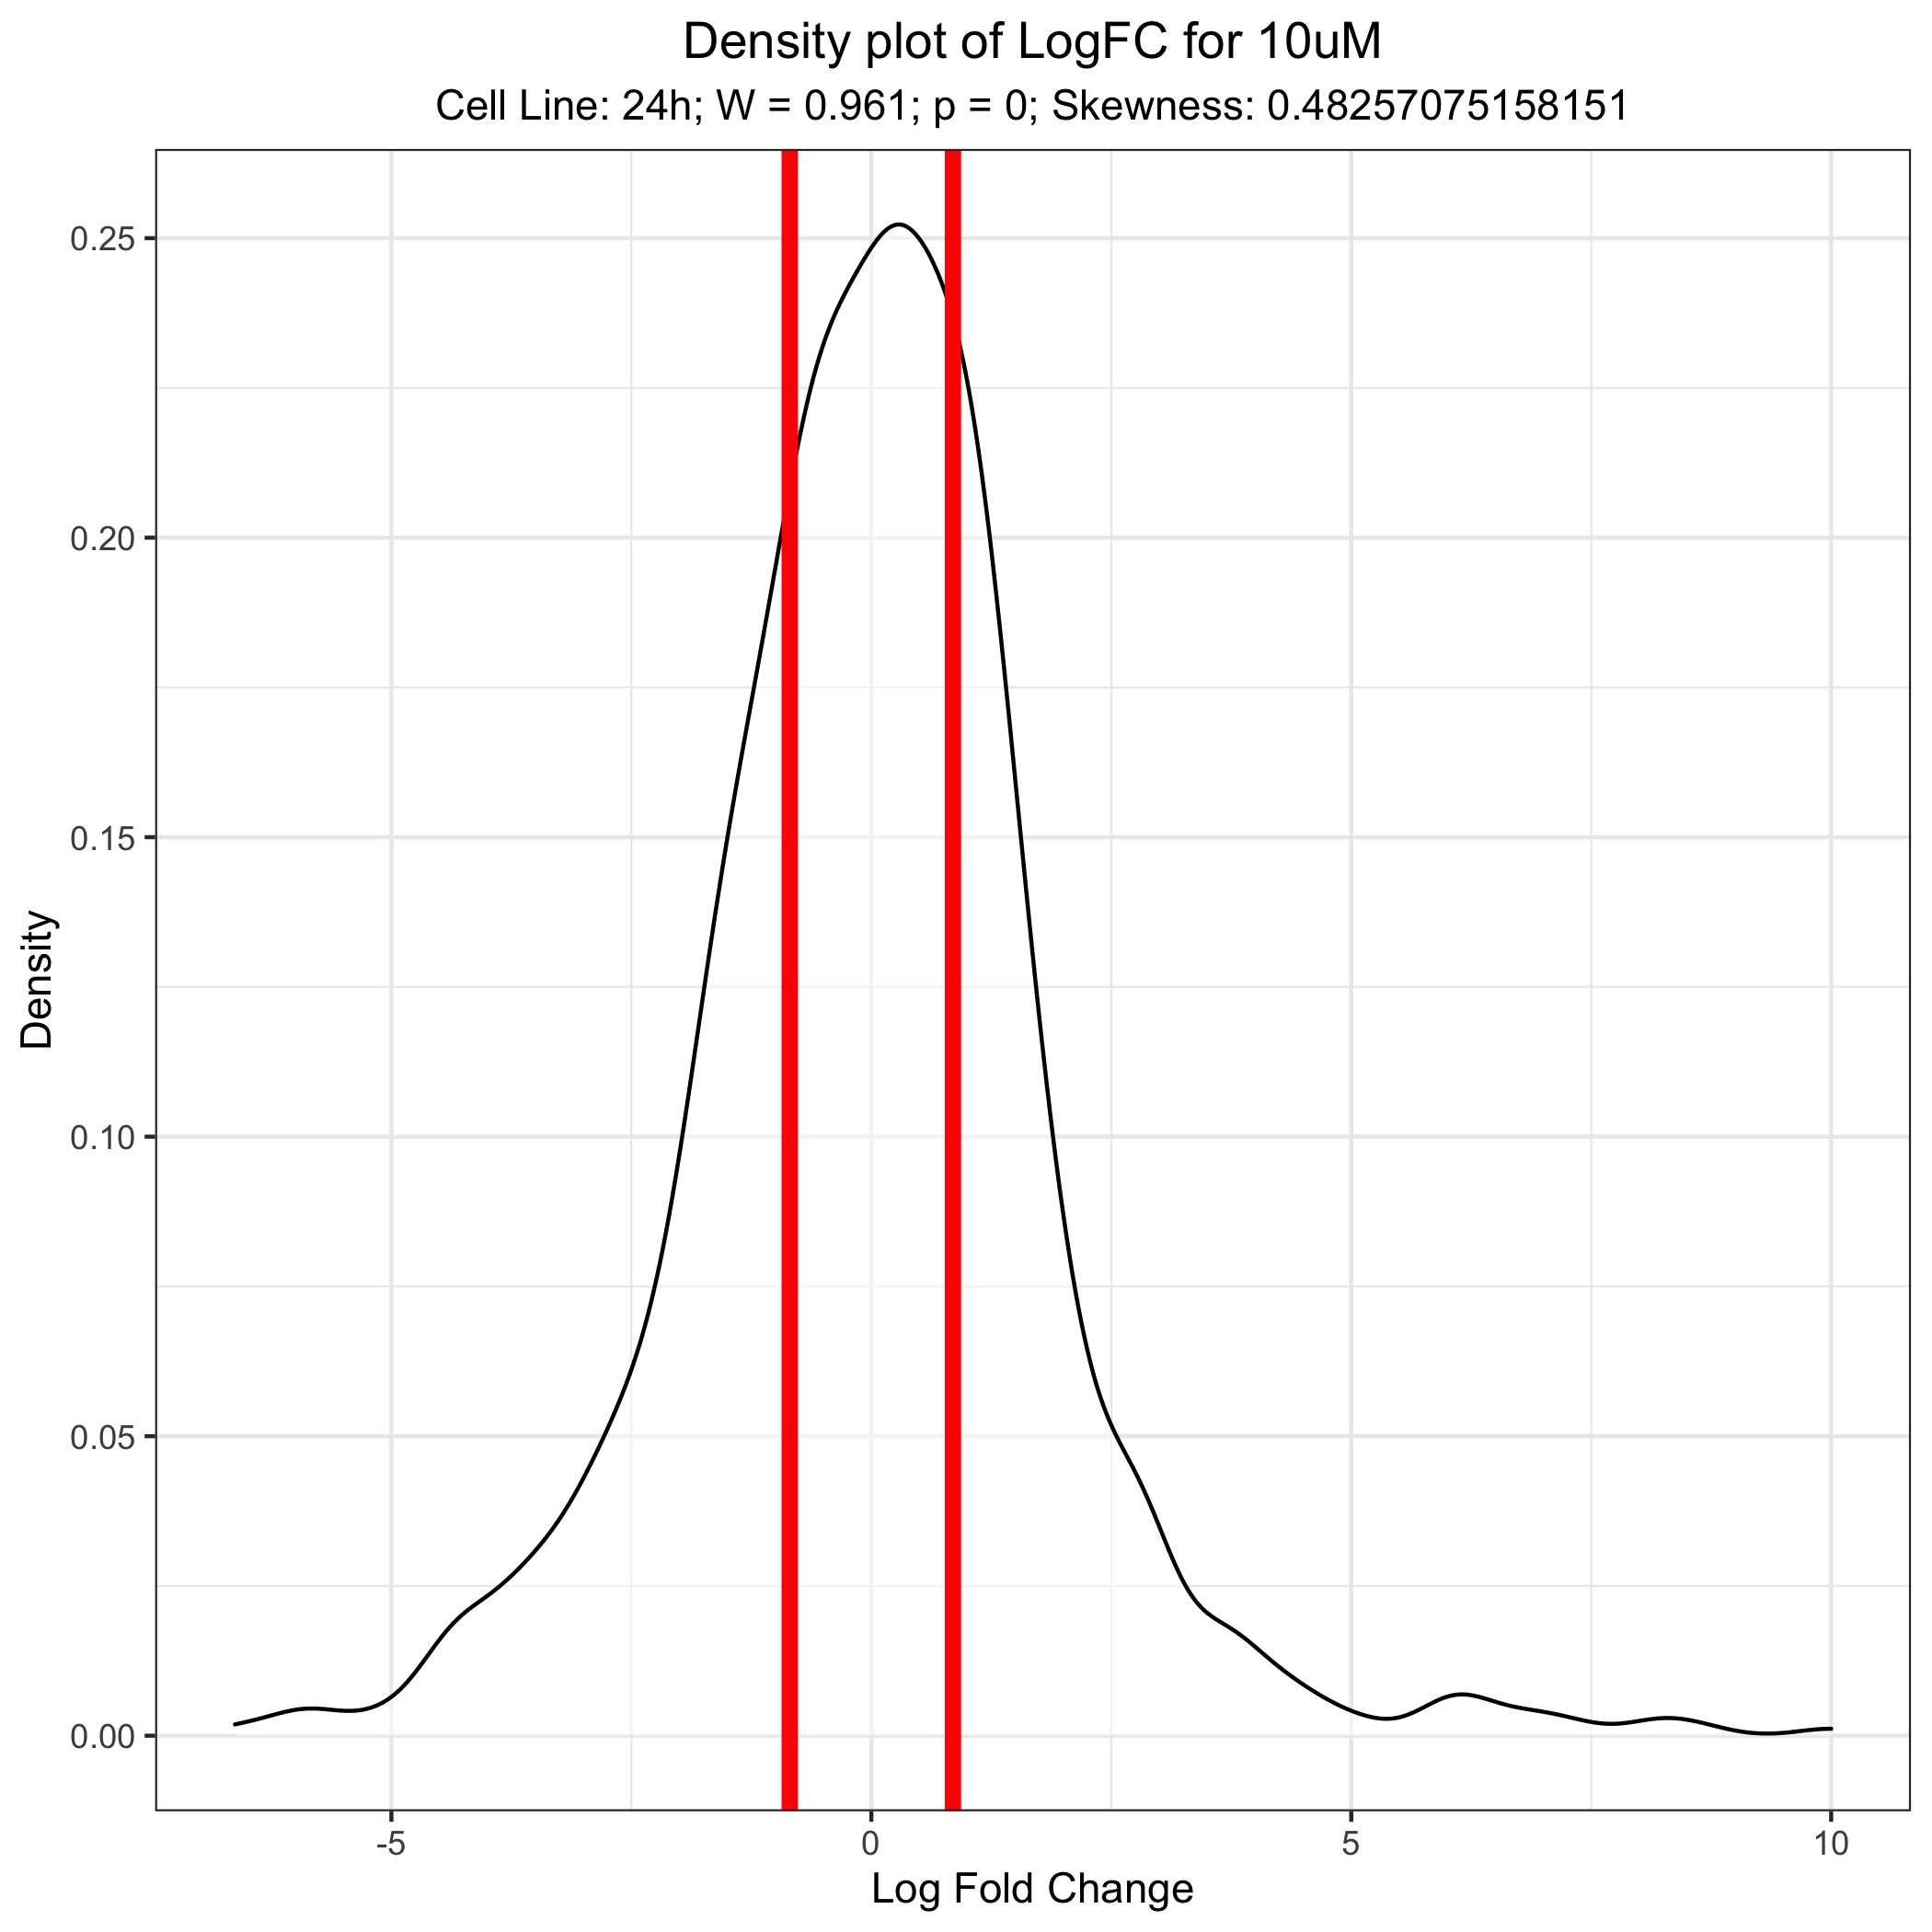 Density plot of LogFC for 10uM
Cell Line: 24h; W = 0.961; p = 0; Skewness: 0.48257075158151
0.25
0.20
0.15
0.10
0.05
0.00
Density
-5
0
5
10
Log Fold Change